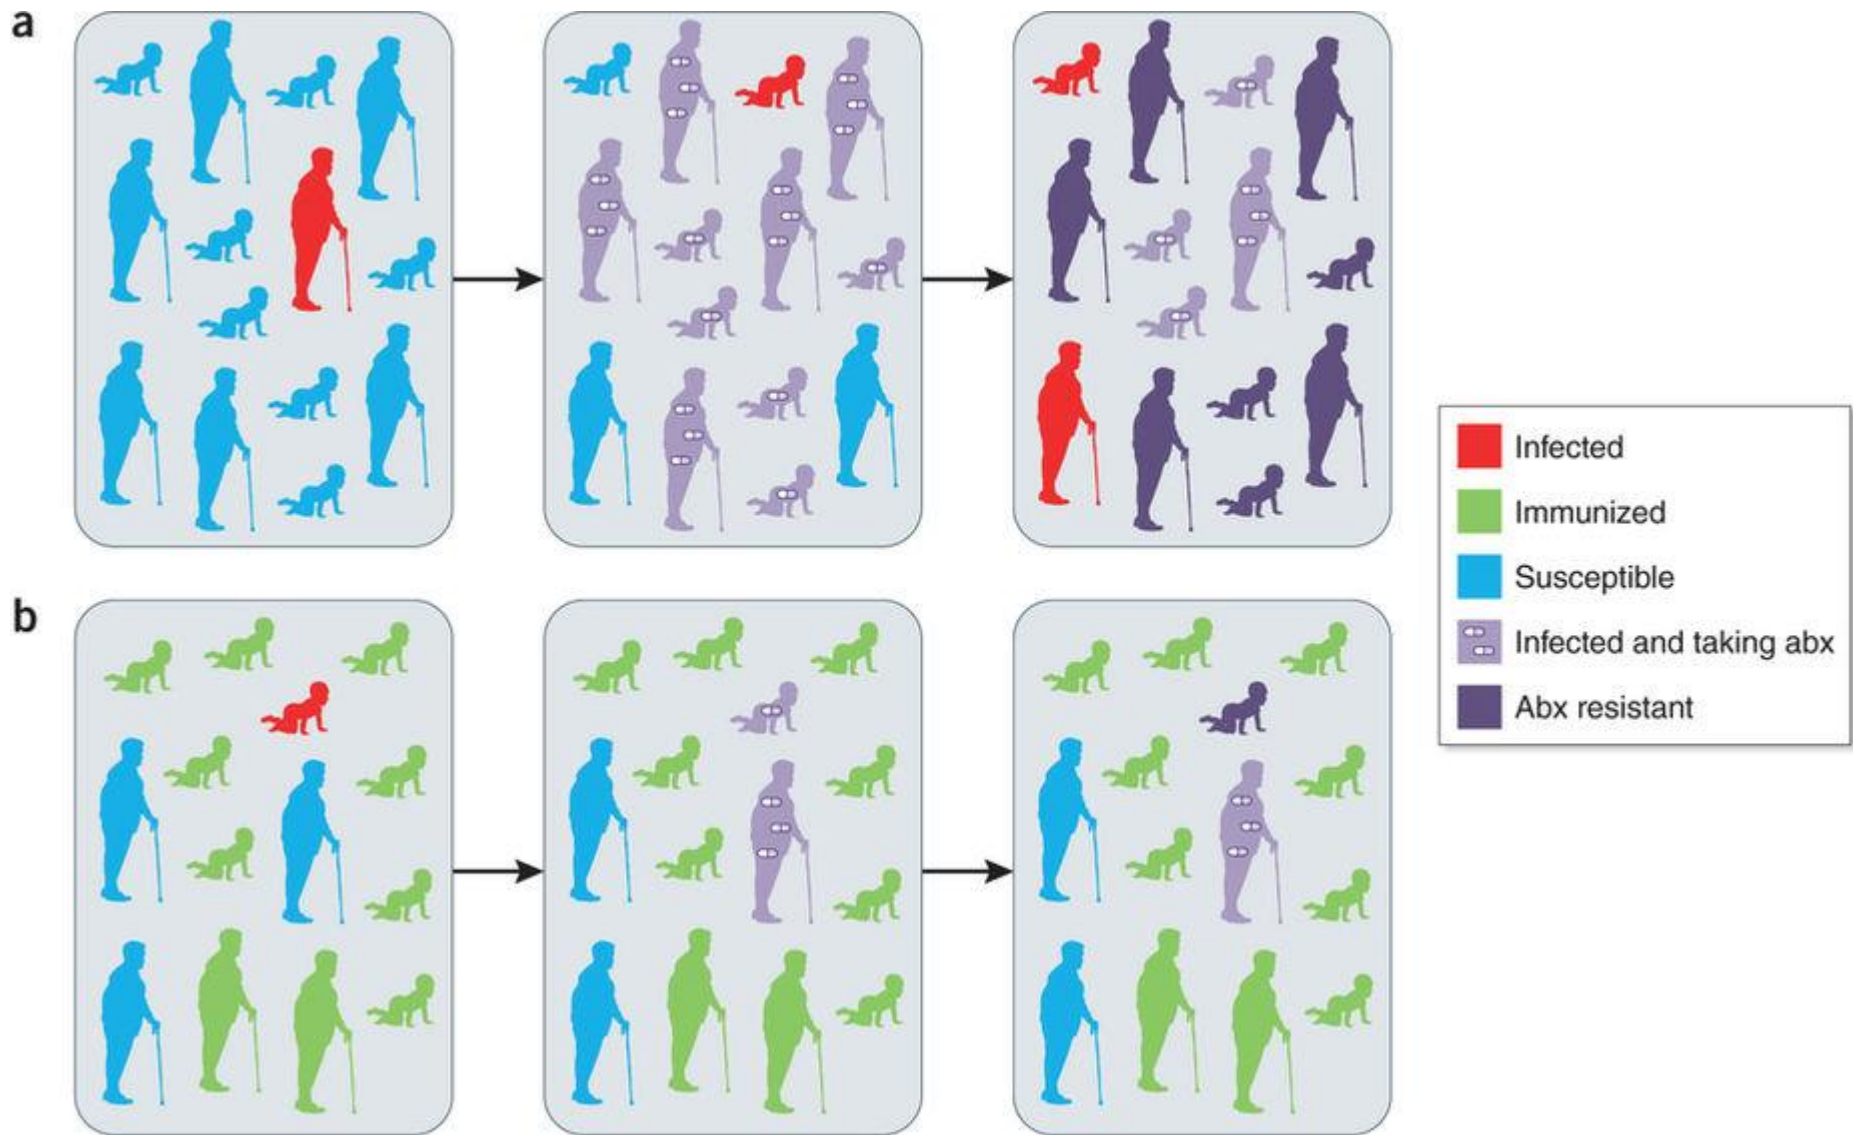 a
b
Infected
Immunized
Susceptible
Infected and taking abx
Abx resistant